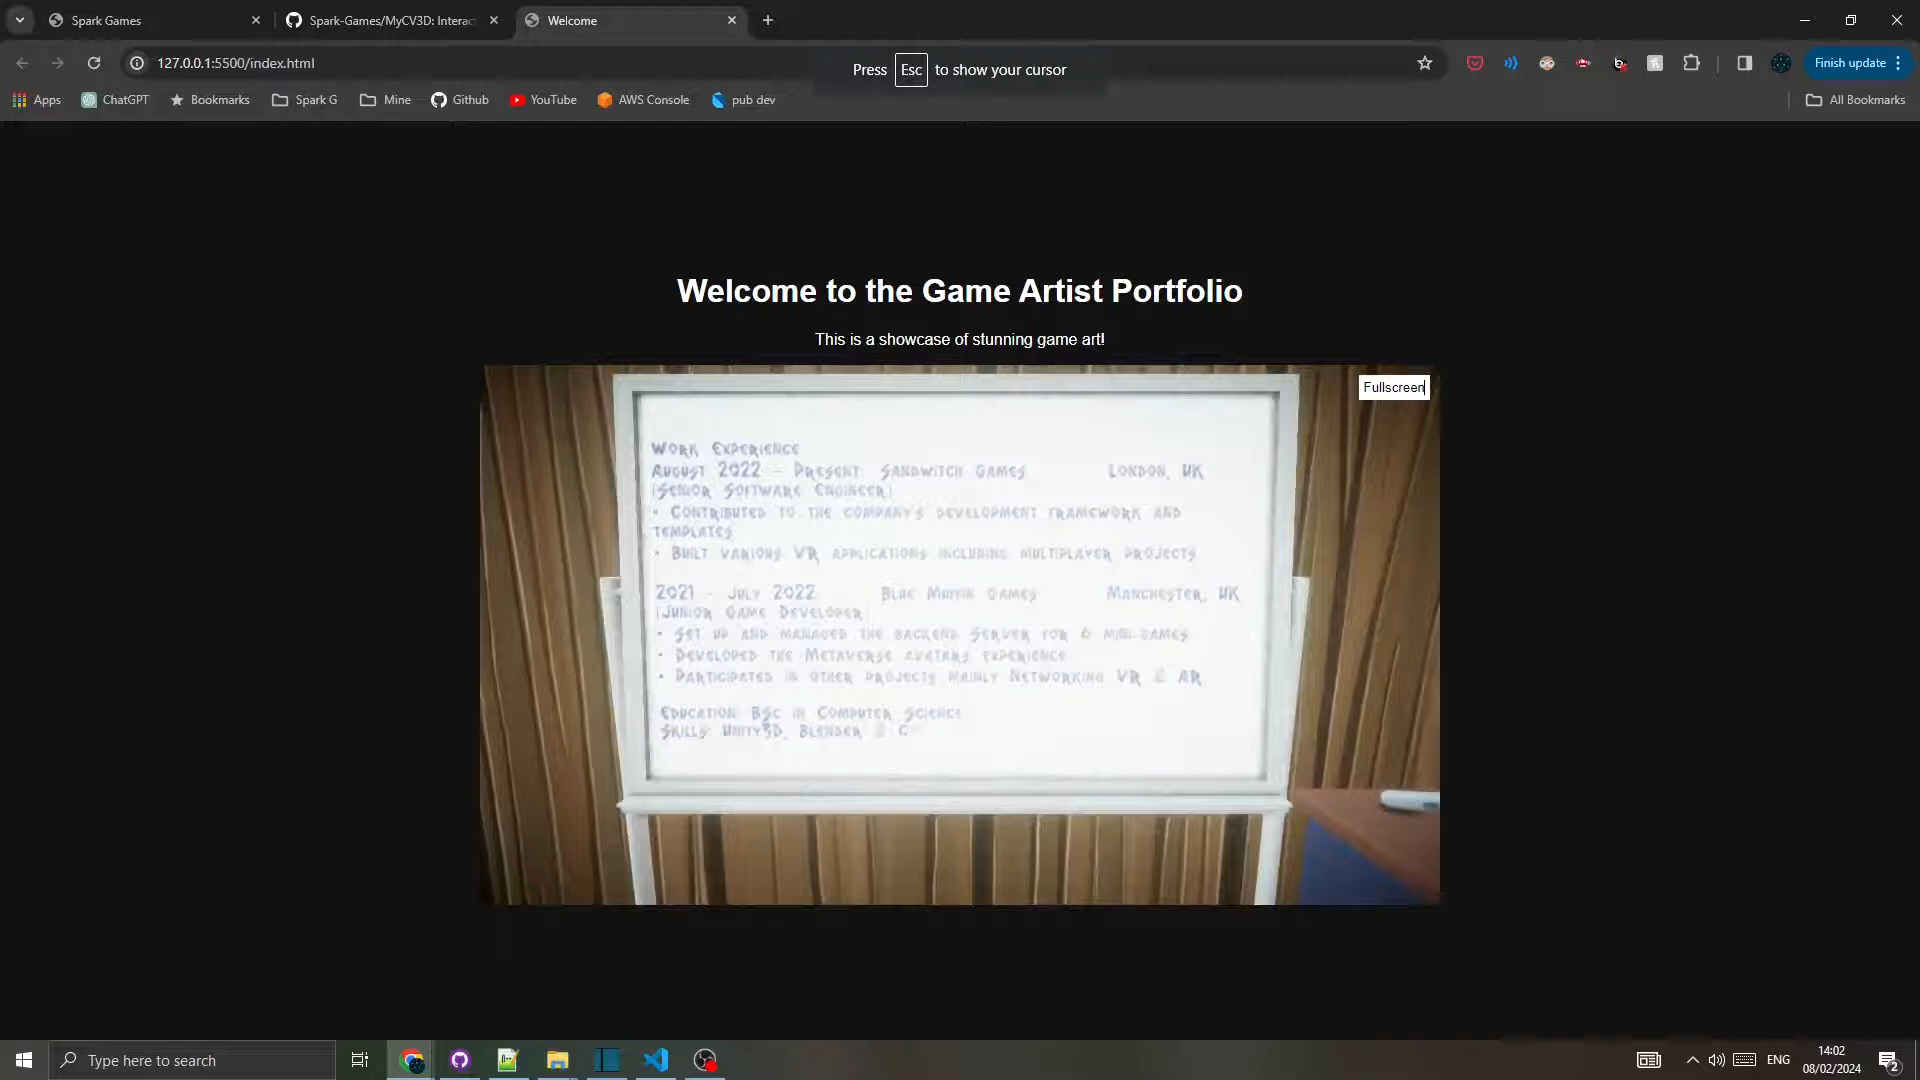 Spark Games
Spark-Games/MyCV3D: Interac
Welcome
127.0.0.1:5500/index.html
Press Esc to show your cursor
Finish update
Apps
ChatGPT
Bookmarks
Spark G
Mine
Github
YouTube
AWS Console
pub dev
All Bookmarks
Welcome to the Game Artist Portfolio
This is a showcase of stunning game art!
Fullscreen
Work Experience
August 2022 - Present Sandwitch Games London, UK
(Senior Software Engineer)
• Contributed to the company's development framework and
templates
• Built various VR applications including multiplayer projects
2021 - July 2022 Blue Muffin Games Manchester, UK
(Junior Game Developer)
• Set up and managed the backend Server for 6 mini-games
• Developed the Metaverse avatars experience
• Participated in other projects mainly Networking VR & AR
Education: BSc in Computer Science
Skills: Unity3D, Blender &
Type here to search
ENG
14:02
08/02/2024
2